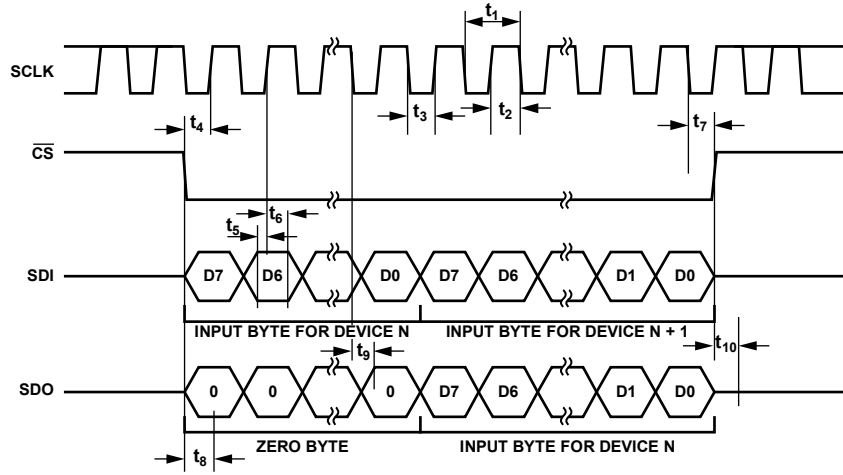 t1
SCLK
t4
t3
t2
t7
CS
t5
t6
SDI
D7
D6
D0
D7
D6
D1
D0
INPUT BYTE FOR DEVICE N
INPUT BYTE FOR DEVICE N + 1
t9
t10
SDO
0
0
0
D7
D6
D1
D0
ZERO BYTE
INPUT BYTE FOR DEVICE N
t8